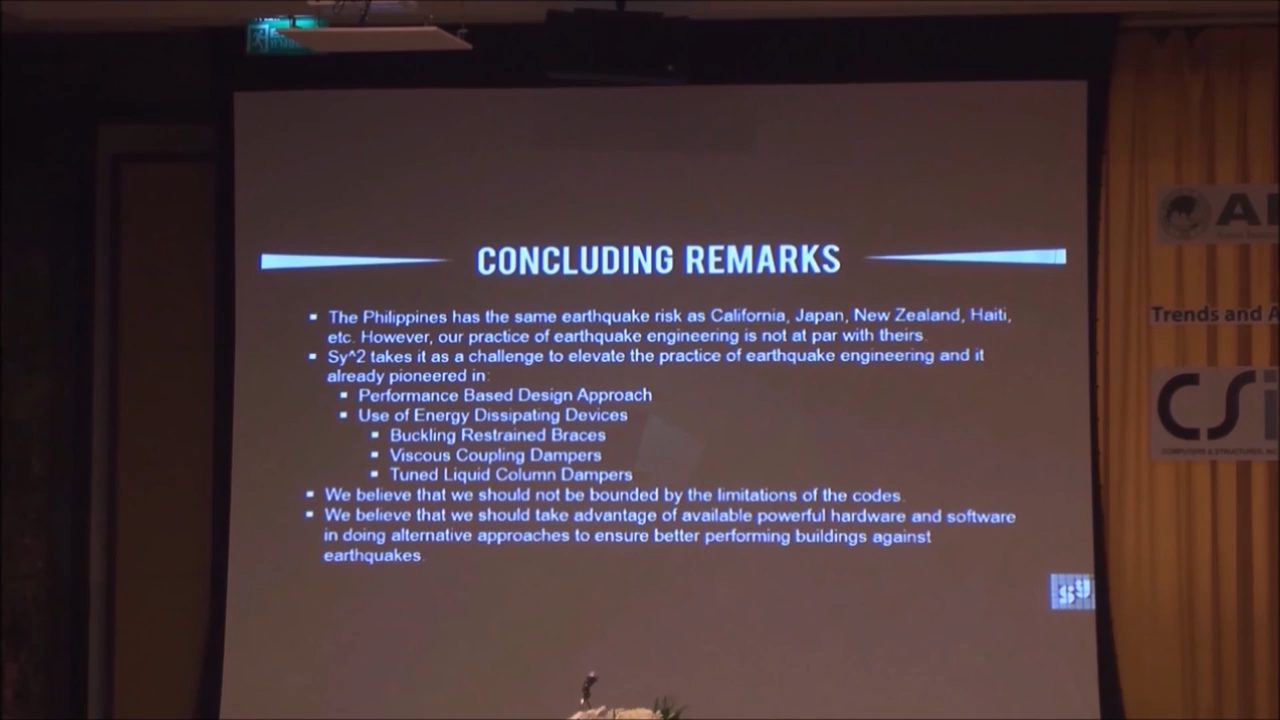 CONCLUDING REMARKS
The Philippines has the same earthquake risk as California, Japan, New Zealand, Haiti,
etc. However, our practice of earthquake engineering is not at par with theirs.
Sy^2 takes it as a challenge to elevate the practice of earthquake engineering and it
already pioneered in:
Performance Based Design Approach
Use of Energy Dissipating Devices
Buckling Restrained Braces
Viscous Coupling Dampers
Tuned Liquid Column Dampers
We believe that we should not be bounded by the limitations of the codes.
We believe that we should take advantage of available powerful hardware and software
in doing alternative approaches to ensure better performing buildings against
earthquakes.
Trends and A
CSi
COMPUTERS & STRUCTURES, IN